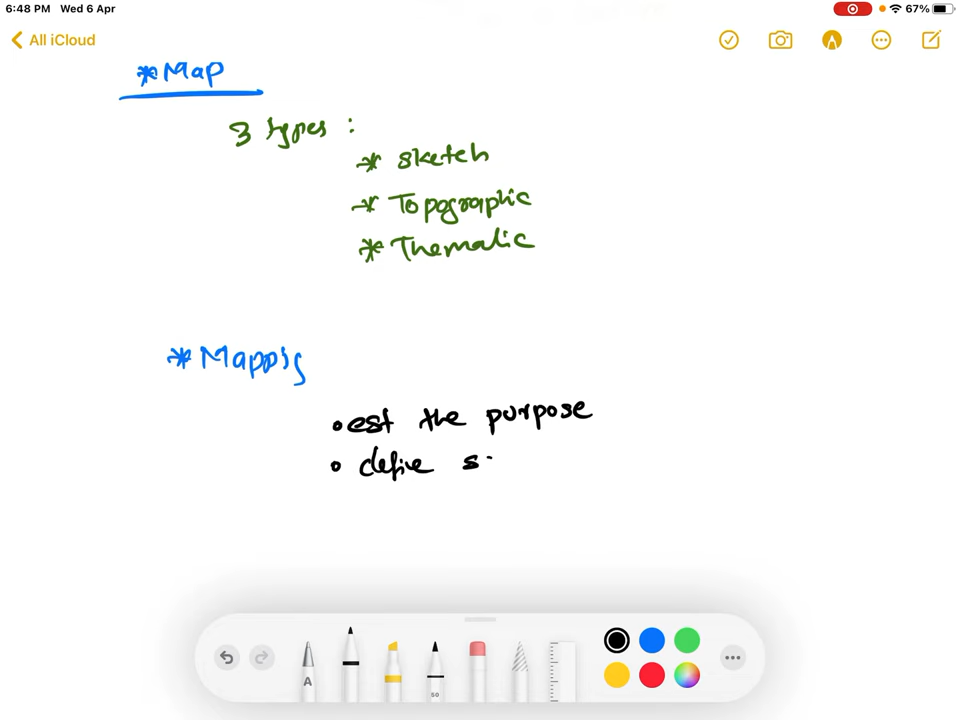 6:48 PM Wed 6 Apr
67%
All iCloud
*Map
3 types :
* sketch
* Topographic
* Thematic
*Mapping
• est the purpose
• define s
A
50